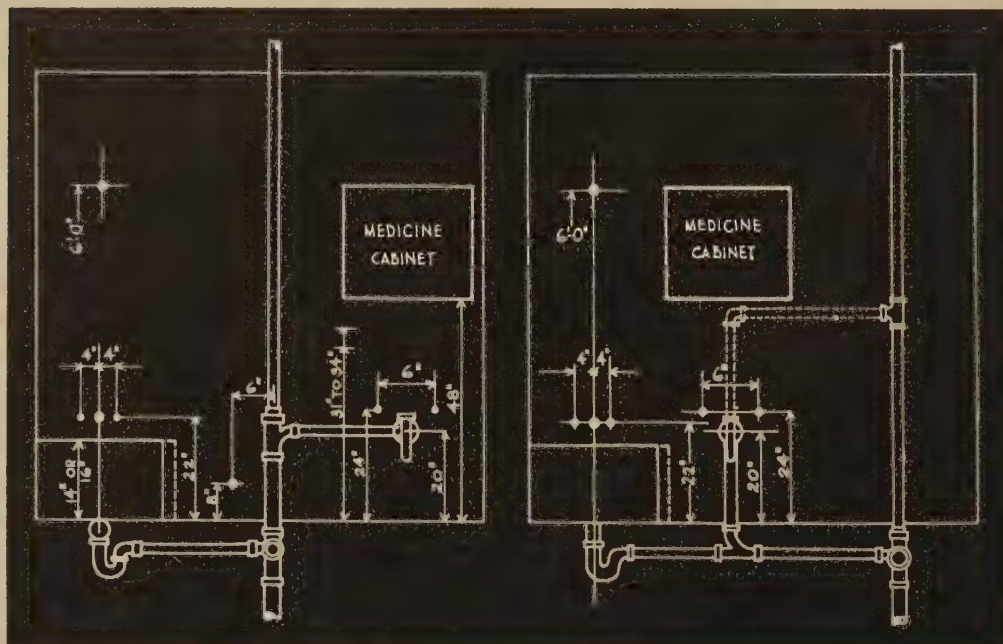 6'0"
MEDICINE
CABINET
4" 4"
6"
31" TO 34"
6"
48"
14" OR
16"
22"
8"
24"
20"
6'0"
MEDICINE
CABINET
4" 4"
6"
22"
20"
24"